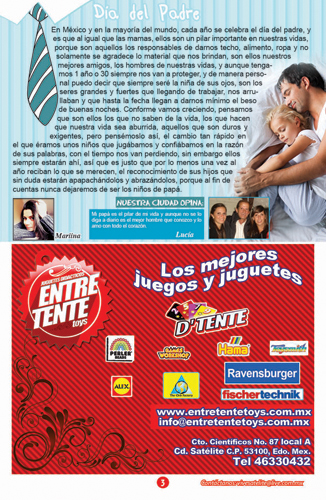 Día del Padre
En México y en la mayoría del mundo, cada año se celebra el día del padre, y
es que al igual que las mamas, ellos son un pilar importante en nuestras vidas,
porque son aquellos los responsables de darnos techo, alimento, ropa y no
solamente se agradece la material que nos brindan, son ellos nuestros
mejores amigos, los hombres de nuestras vidas, y aunque tenga-
mos 1 año o 30 siempre nos van a proteger, y de manera perso-
nal puedo decir que siempre seré la niña de sus ojos, son los
seres grandes y fuertes que llegando de trabajar, nos arru-
llaban y que hasta la fecha llegan a darnos mínimo el beso
de buenas noches. Conforme vamos creciendo, pensamos
que son ellos los que no saben de la vida, los que hacen
que nuestra vida sea aburrida, aquellos que son duros y
exigentes, pero pensémoslo así, el cambio tan rápido en
el que éramos unos niños que jugábamos y confiábamos en la razón
de sus palabras, con el tiempo nos van perdiendo, sin embargo ellos
siempre estarán ahí, así que es justo que por lo menos una vez al
año reciban lo que se merecen, el reconocimiento de sus hijos que
sin duda estarán apapachándolos y abrazándolos, porque al fin de
cuentas nunca dejaremos de ser los niños de papá.
NUESTRA CIUDAD OPINA:
Mi papá es el pilar de mi vida y aunque no se lo
diga a diario es el mejor hombre que conozco y lo
amo con todo el corazón
Martina
Lucía
JUGUETES DIDÁCTICOS
ENTRE
TENTE
toys
Los mejores
juegos y juguetes
D'TENTE
PERLER
BEADS
GAMES
WORKSHOP
Hama
ALEX
Ravensburger
fischertechnik
www.entretentetoys.com.mx
info@entretentetoys.com.mx
Cto. Científicos No. 87 local A
Cd. Satélite C.P. 53100, Edo. Mex.
Tel 46330432
3